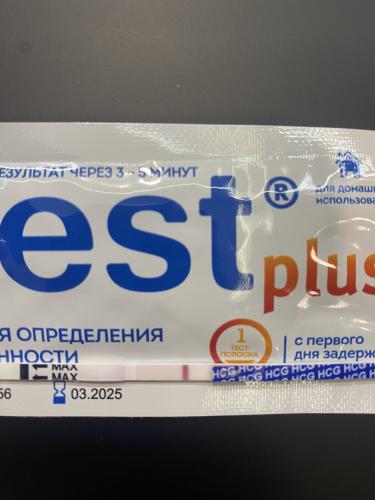 ЕЗУЛЬТАТ ЧЕРЕЗ 3 - 5 МИНУТ
est® plus
для домашн
использова
Я ОПРЕДЕЛЕНИЯ
ННОСТИ
1
ТЕСТ-
ПОЛОСКА
с первого
дня задерж
MAX
MAX
HCG HCG HCG HCG HCG
56
03.2025